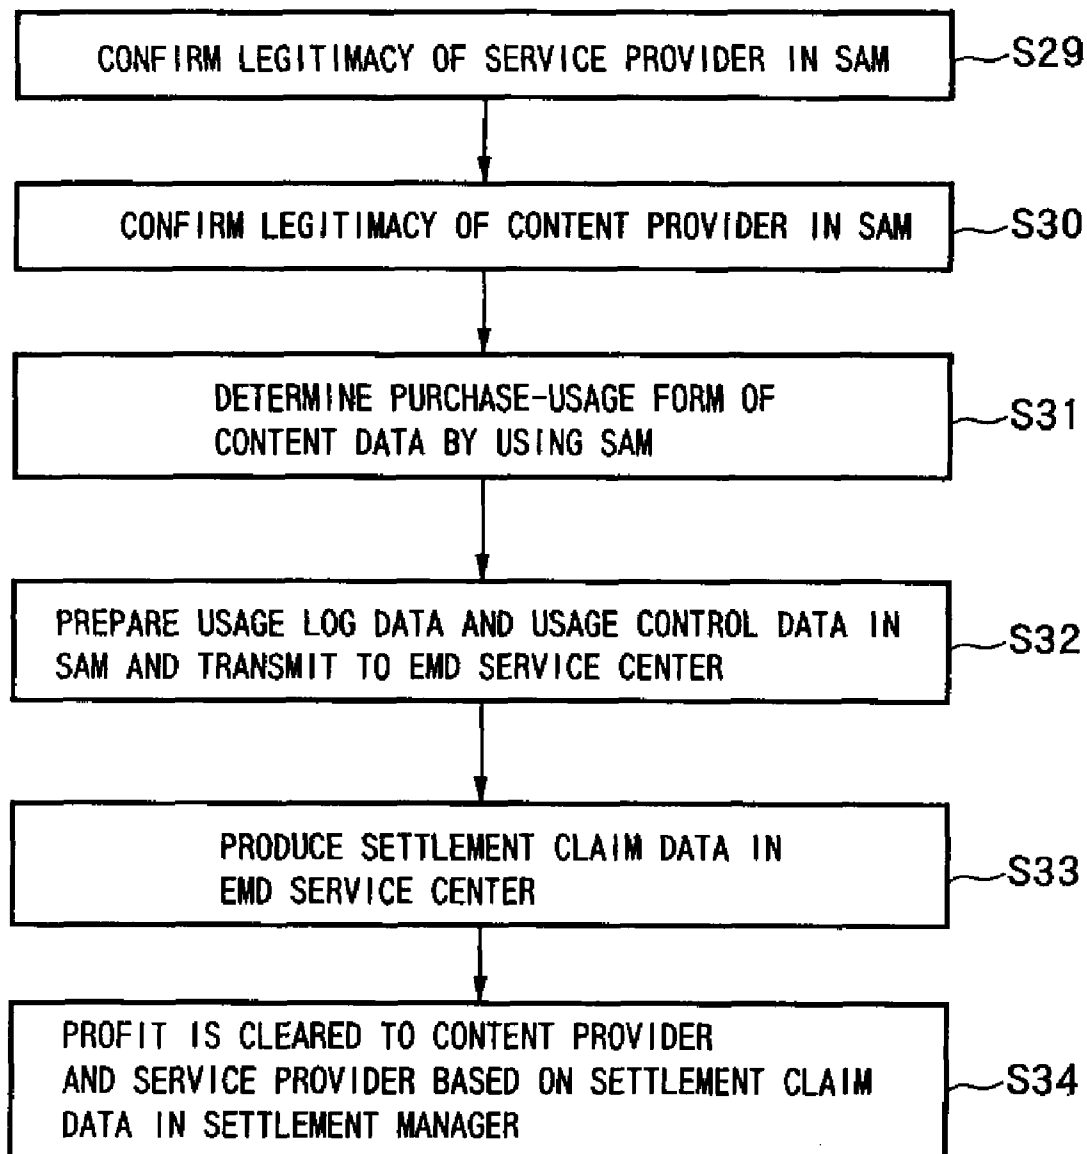 CONFIRM LEGITIMACY OF SERVICE PROVIDER IN SAM
S29
CONFIRM LEGITIMACY OF CONTENT PROVIDER IN SAM
S30
DETERMINE PURCHASE-USAGE FORM OF
CONTENT DATA BY USING SAM
S31
PREPARE USAGE LOG DATA AND USAGE CONTROL DATA IN
SAM AND TRANSMIT TO EMD SERVICE CENTER
S32
PRODUCE SETTLEMENT CLAIM DATA IN
EMD SERVICE CENTER
S33
PROFIT IS CLEARED TO CONTENT PROVIDER
AND SERVICE PROVIDER BASED ON SETTLEMENT CLAIM
DATA IN SETTLEMENT MANAGER
S34